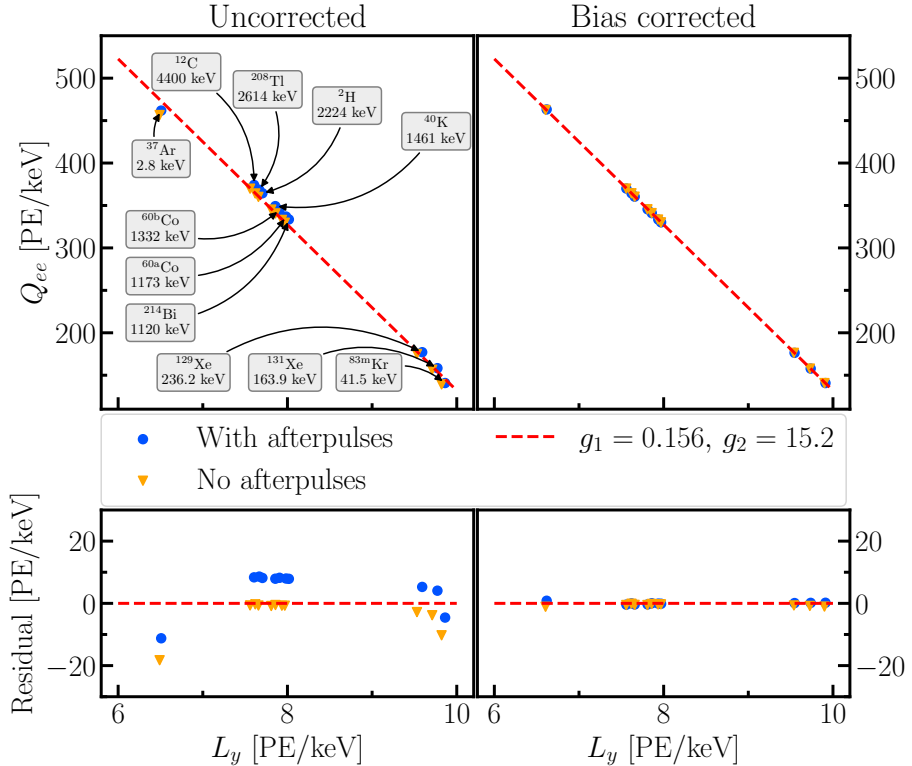 Uncorrected
Bias corrected
Q_ee [PE/keV]
500
400
300
200
¹²C
4400 keV
²⁰⁸Tl
2614 keV
²H
2224 keV
⁴⁰K
1461 keV
³⁷Ar
2.8 keV
⁶⁰ᵇCo
1332 keV
⁶⁰ᵃCo
1173 keV
²¹⁴Bi
1120 keV
¹²⁹Xe
236.2 keV
¹³¹Xe
163.9 keV
⁸³ᵐKr
41.5 keV
500
400
300
200
With afterpulses
No afterpulses
g₁ = 0.156, g₂ = 15.2
Residual [PE/keV]
20
0
−20
20
0
−20
6 8 10
6 8 10
L_y [PE/keV]
L_y [PE/keV]